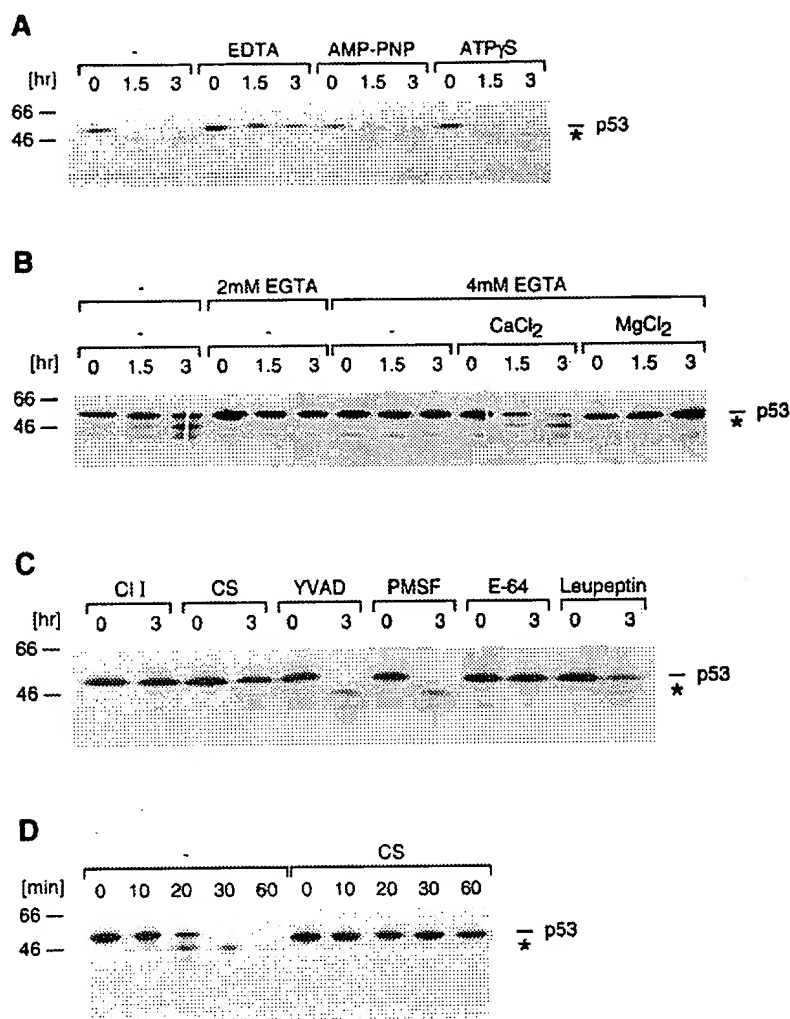 A
- EDTA AMP-PNP ATPγS
[hr] 0 1.5 3 0 1.5 3 0 1.5 3 0 1.5 3
66
p53
*
46
B
- 2mM EGTA 4mM EGTA
- - - CaCl2 MgCl2
[hr] 0 1.5 3 0 1.5 3 0 1.5 3 0 1.5 3 0 1.5 3
66
p53
*
46
C
CI I CS YVAD PMSF E-64 Leupeptin
[hr] 0 3 0 3 0 3 0 3 0 3 0 3
66
p53
*
46
D
- CS
[min] 0 10 20 30 60 0 10 20 30 60
66
p53
*
46